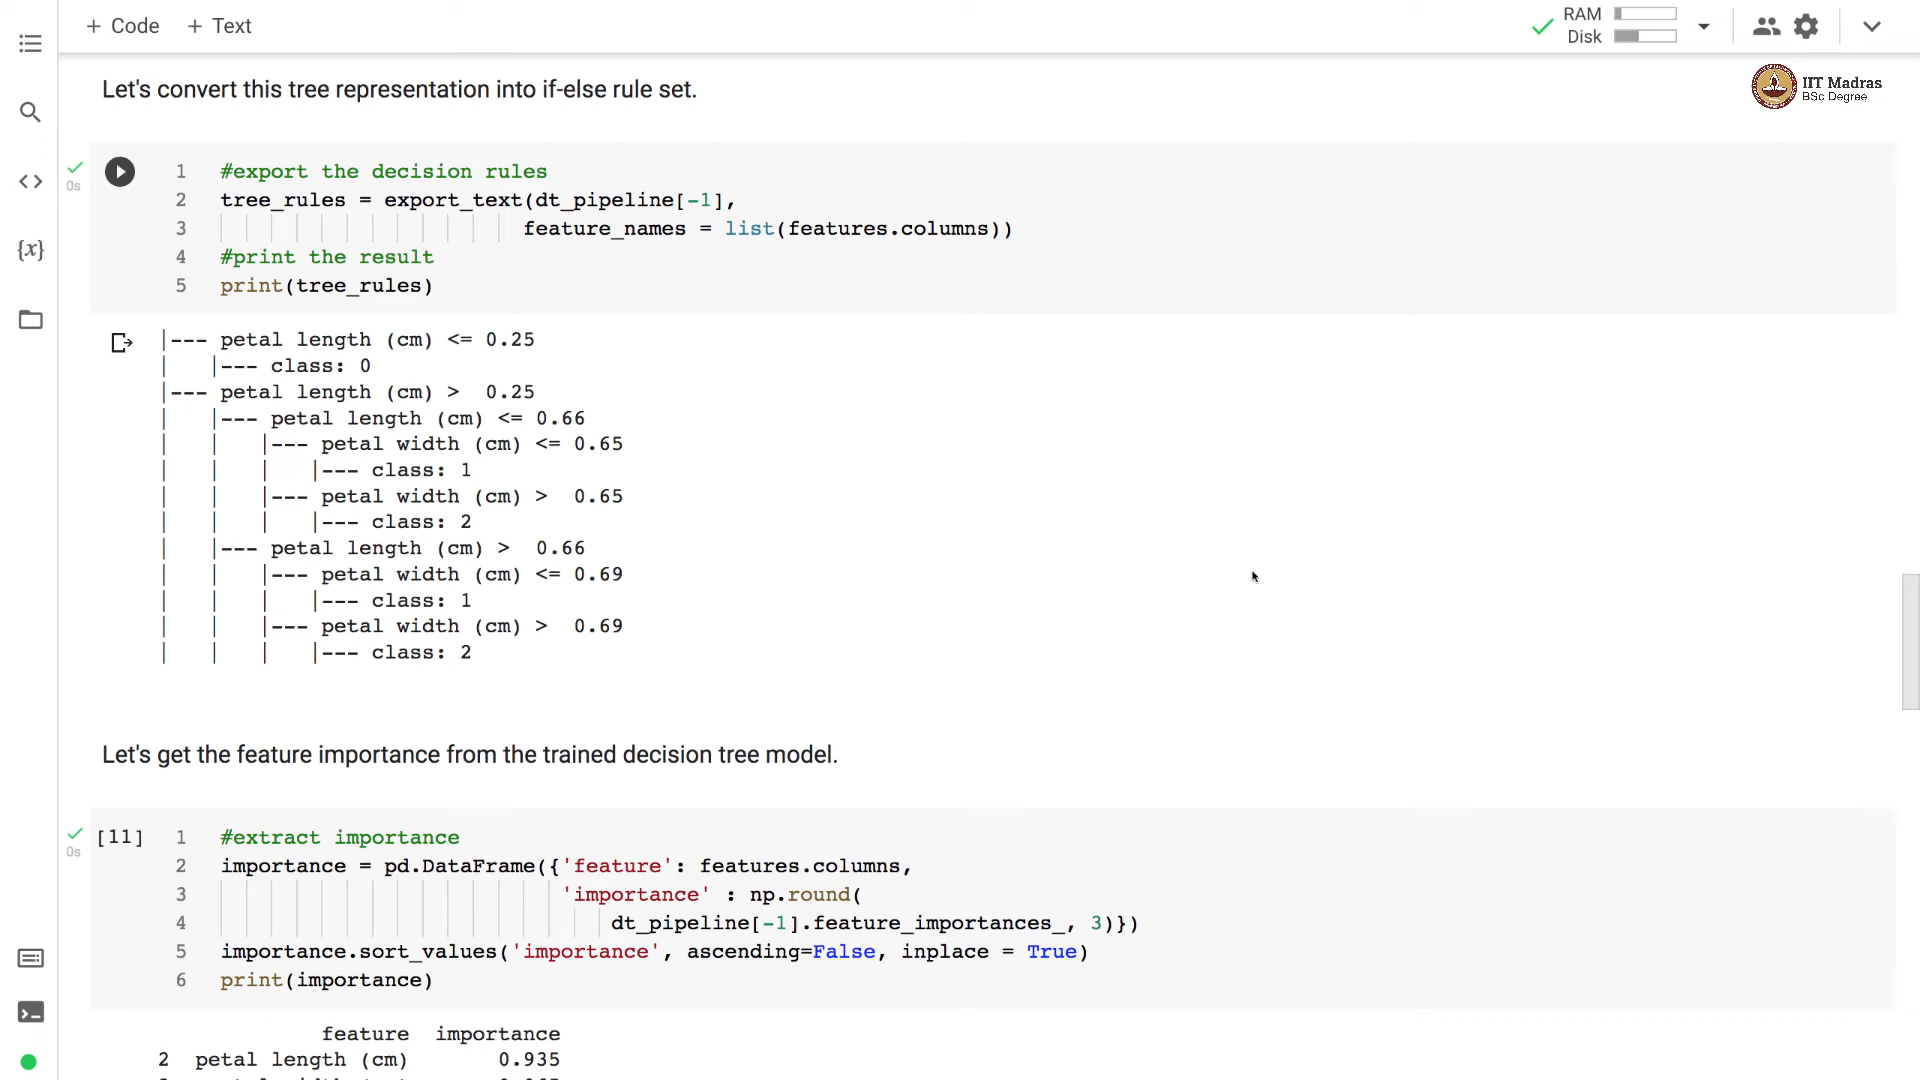 + Code + Text
RAM
Disk
IIT Madras
BSc Degree
Let's convert this tree representation into if-else rule set.
0s
1 #export the decision rules
2 tree_rules = export_text(dt_pipeline[-1],
3 feature_names = list(features.columns))
4 #print the result
5 print(tree_rules)
|--- petal length (cm) <= 0.25
|   |--- class: 0
|--- petal length (cm) >  0.25
|   |--- petal length (cm) <= 0.66
|   |   |--- petal width (cm) <= 0.65
|   |   |   |--- class: 1
|   |   |--- petal width (cm) >  0.65
|   |   |   |--- class: 2
|   |--- petal length (cm) >  0.66
|   |   |--- petal width (cm) <= 0.69
|   |   |   |--- class: 1
|   |   |--- petal width (cm) >  0.69
|   |   |   |--- class: 2
Let's get the feature importance from the trained decision tree model.
0s
[11] 1 #extract importance
2 importance = pd.DataFrame({'feature': features.columns,
3 'importance' : np.round(
4 dt_pipeline[-1].feature_importances_, 3)})
5 importance.sort_values('importance', ascending=False, inplace = True)
6 print(importance)
feature importance
2 petal length (cm) 0.935